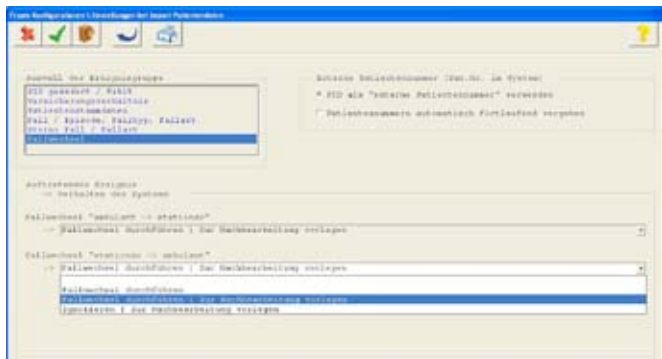 Praxis Konfigurationen \ Einstellungen bei Import Patientendaten
Auswahl der Ereignisgruppe
PID geändert /
Versicherungsverhältnis
Patientenstammdaten
Fall / Episode, Falltyp, Fallart
Storno Fall / Fallart
Fallwechsel
Externe Patientennummer (Pat.Nr. im System)
PID als "externe Patientennummer" verwenden
Patientennummern automatisch fortlaufend vergeben
Auftretendes Ereignis
-> Verhalten des Systems
Fallwechsel "ambulant -> stationär"
-> Fallwechsel durchführen | Zur Nachbearbeitung vorlegen
Fallwechsel "stationär -> ambulant"
-> Fallwechsel durchführen | Zur Nachbearbeitung vorlegen
Fallwechsel durchführen
Fallwechsel durchführen | Zur Nachbearbeitung vorlegen
Ignorieren | Zur Nachbearbeitung vorlegen